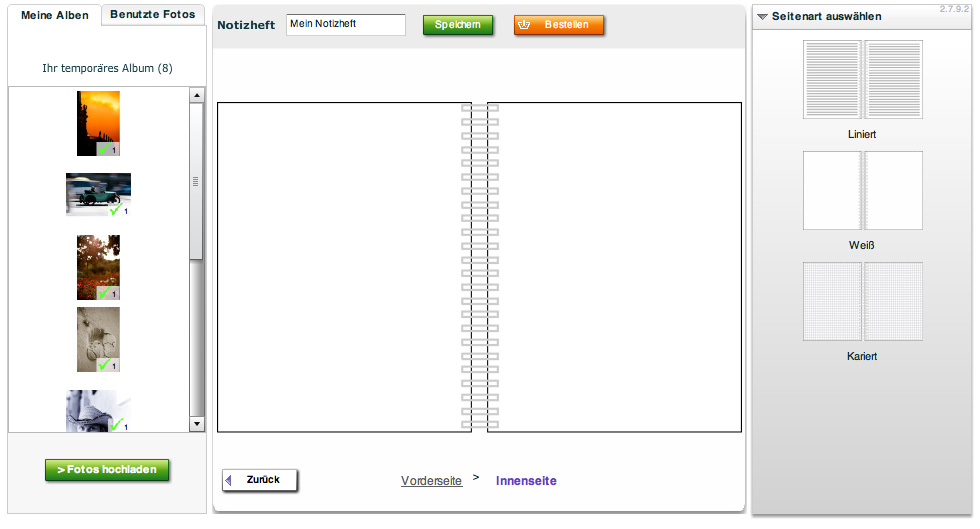 Meine Alben
Benutzte Fotos
Ihr temporäres Album (8)
1
1
1
1
1
> Fotos hochladen
Notizheft
Mein Notizheft
Speichern
Bestellen
Zurück
Vorderseite > Innenseite
2.7.9.2
Seitenart auswählen
Liniert
Weiß
Kariert